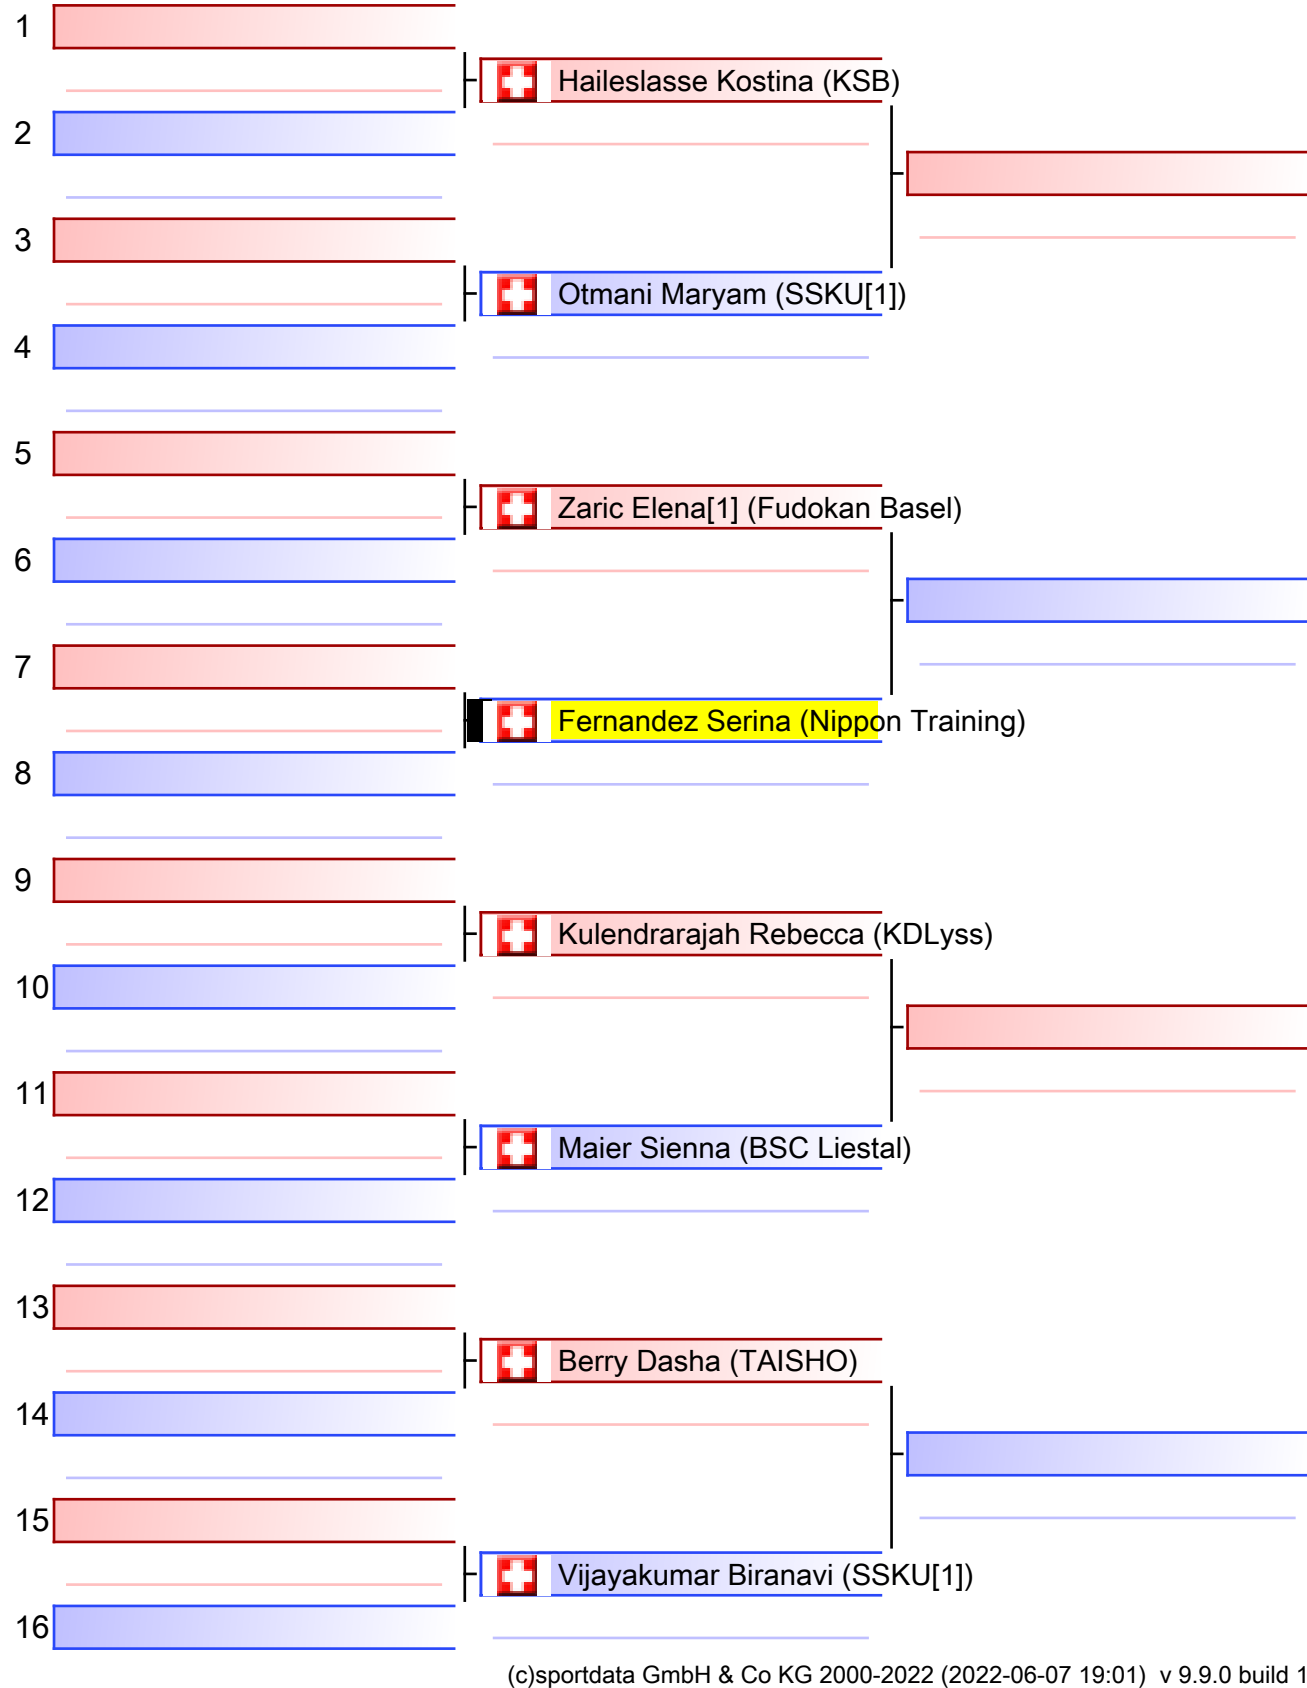 1
Haileslasse Kostina (KSB)
2
3
Otmani Maryam (SSKU[1])
4
5
Zaric Elena[1] (Fudokan Basel)
6
7
Fernandez Serina (Nippon Training)
8
9
Kulendrarajah Rebecca (KDLyss)
10
11
Maier Sienna (BSC Liestal)
12
13
Berry Dasha (TAISHO)
14
15
Vijayakumar Biranavi (SSKU[1])
16
(c)sportdata GmbH & Co KG 2000-2022 (2022-06-07 19:01) v 9.9.0 build 1